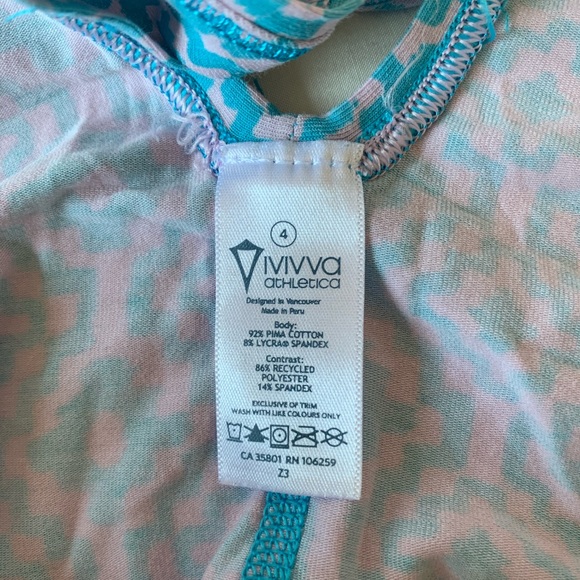 4
ivivva
athletica
Designed in Vancouver
Made in Peru
Body:
92% PIMA COTTON
8% LYCRA® SPANDEX
Contrast:
86% RECYCLED
POLYESTER
14% SPANDEX
EXCLUSIVE OF TRIM
WASH WITH LIKE COLOURS ONLY
CA 35801 RN 106259
Z3